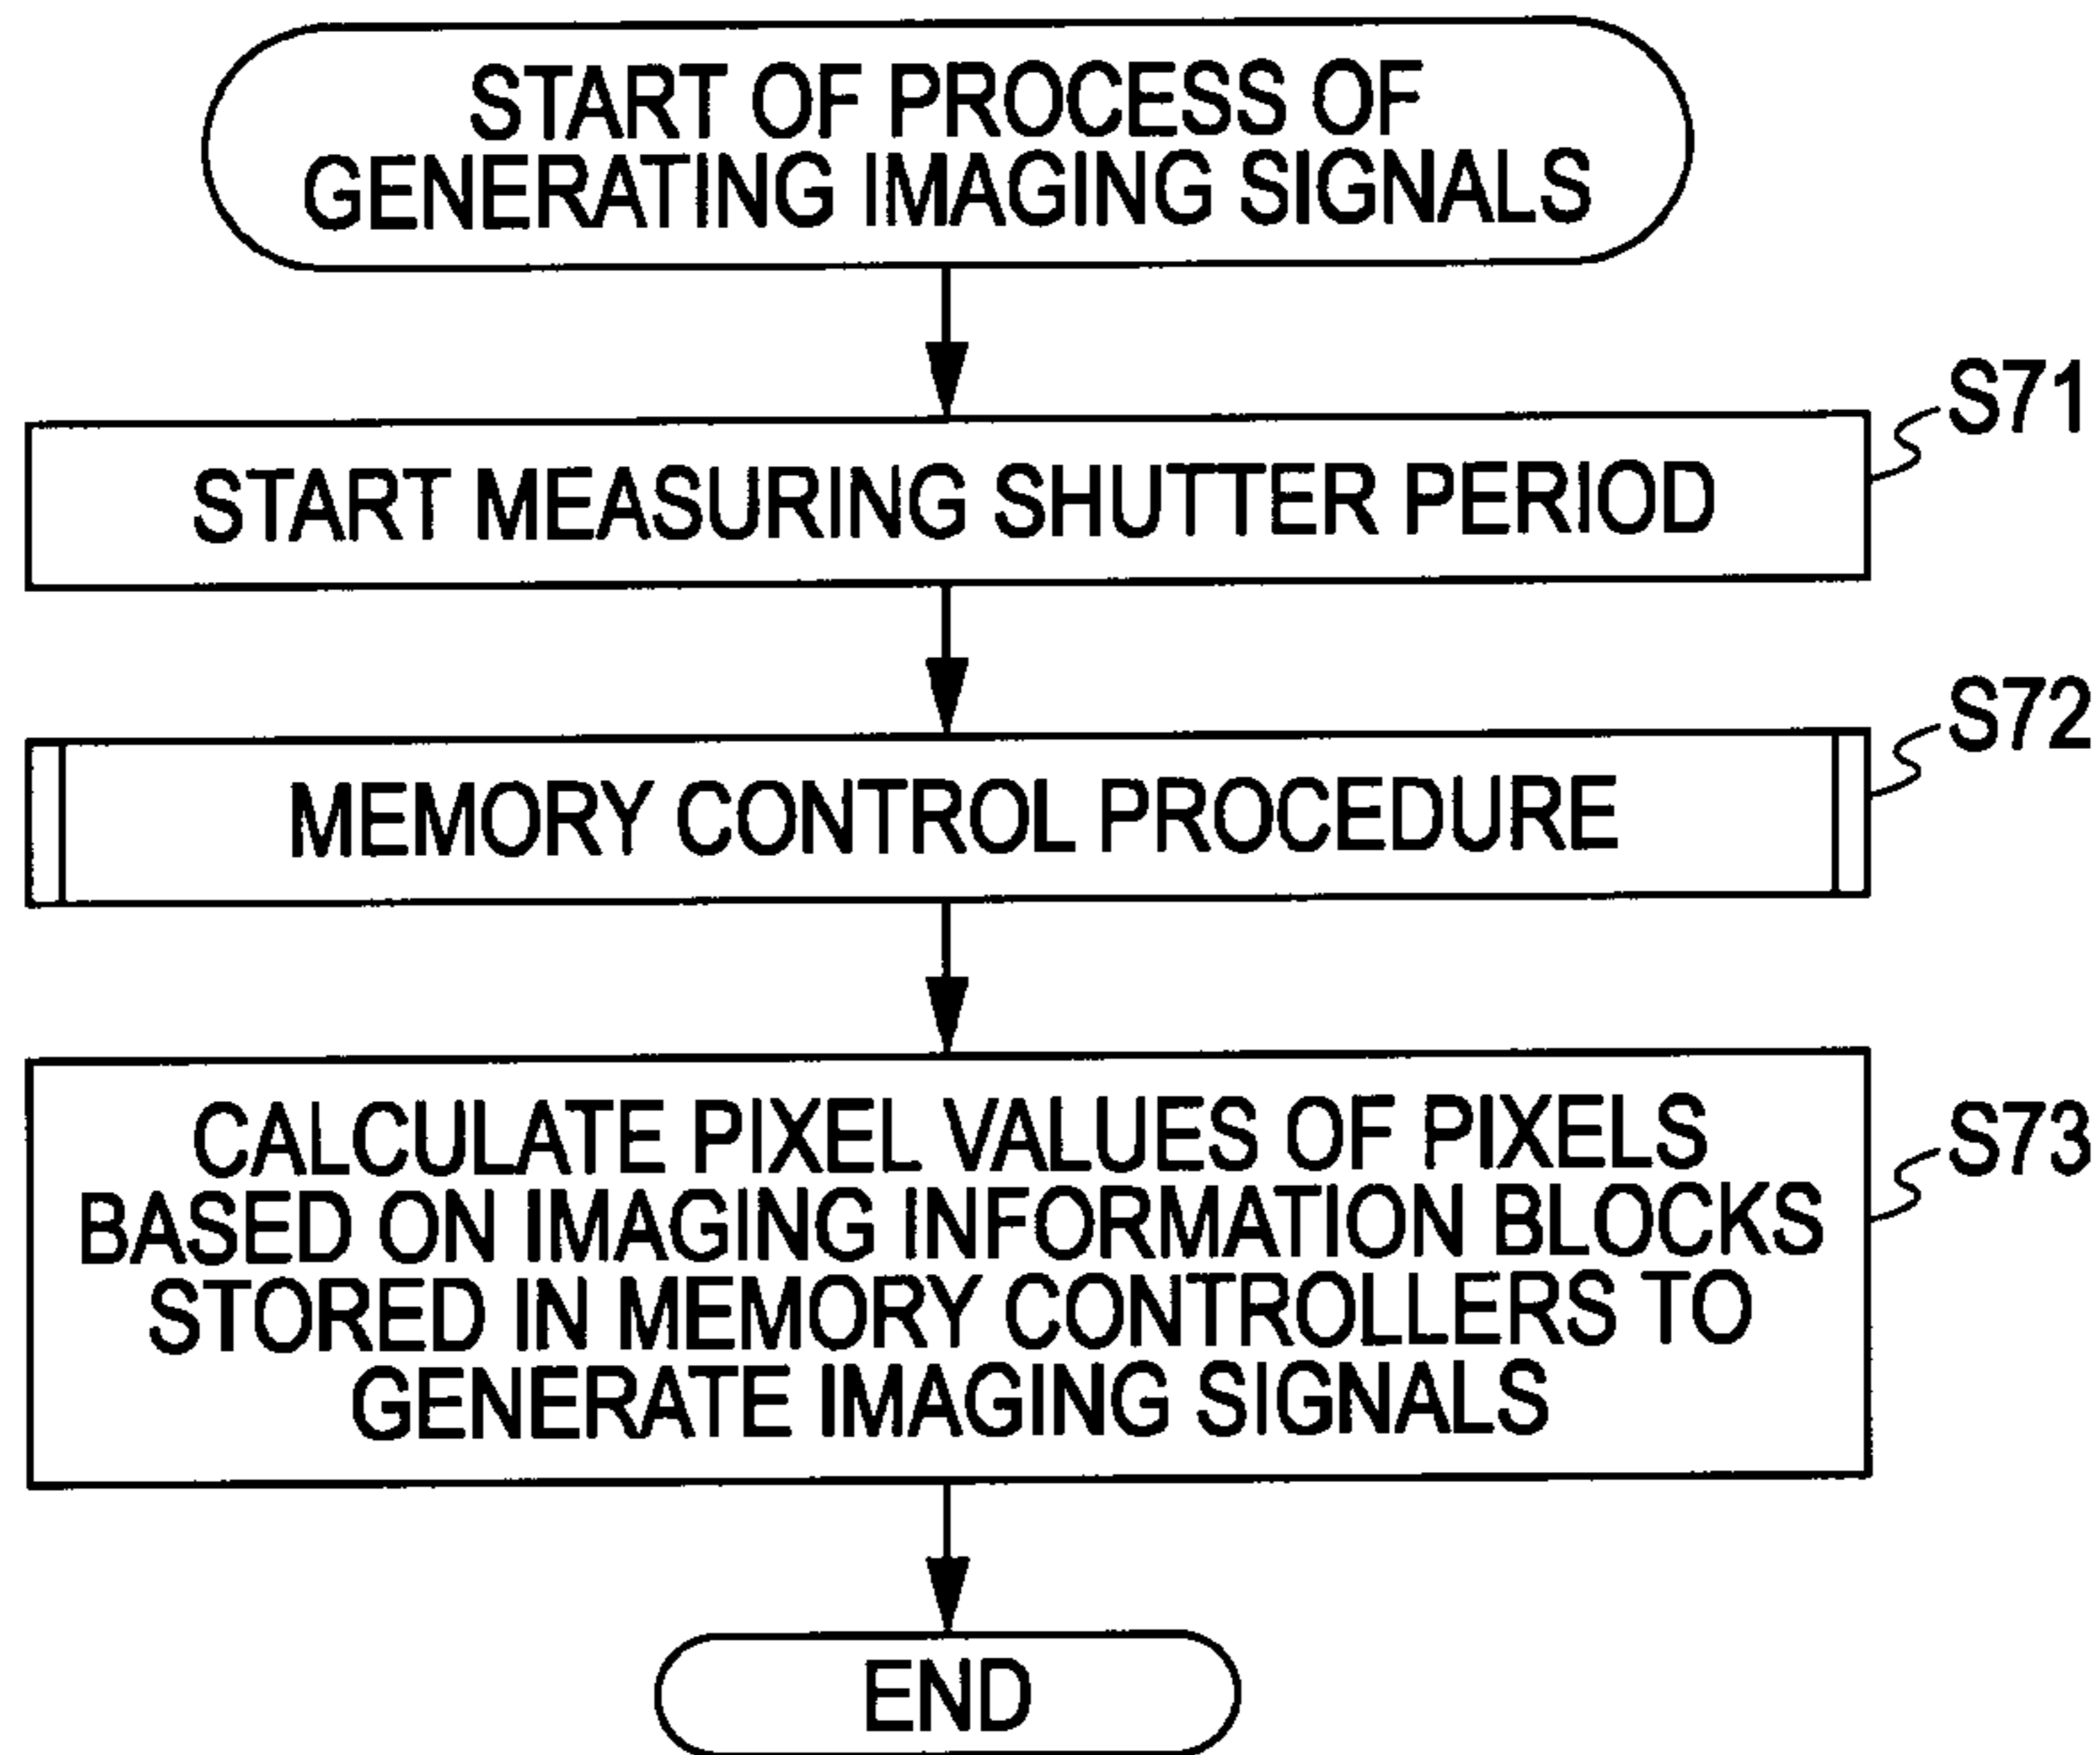 START OF PROCESS OF
GENERATING IMAGING SIGNALS
S71
START MEASURING SHUTTER PERIOD
S72
MEMORY CONTROL PROCEDURE
S73
CALCULATE PIXEL VALUES OF PIXELS
BASED ON IMAGING INFORMATION BLOCKS
STORED IN MEMORY CONTROLLERS TO
GENERATE IMAGING SIGNALS
END